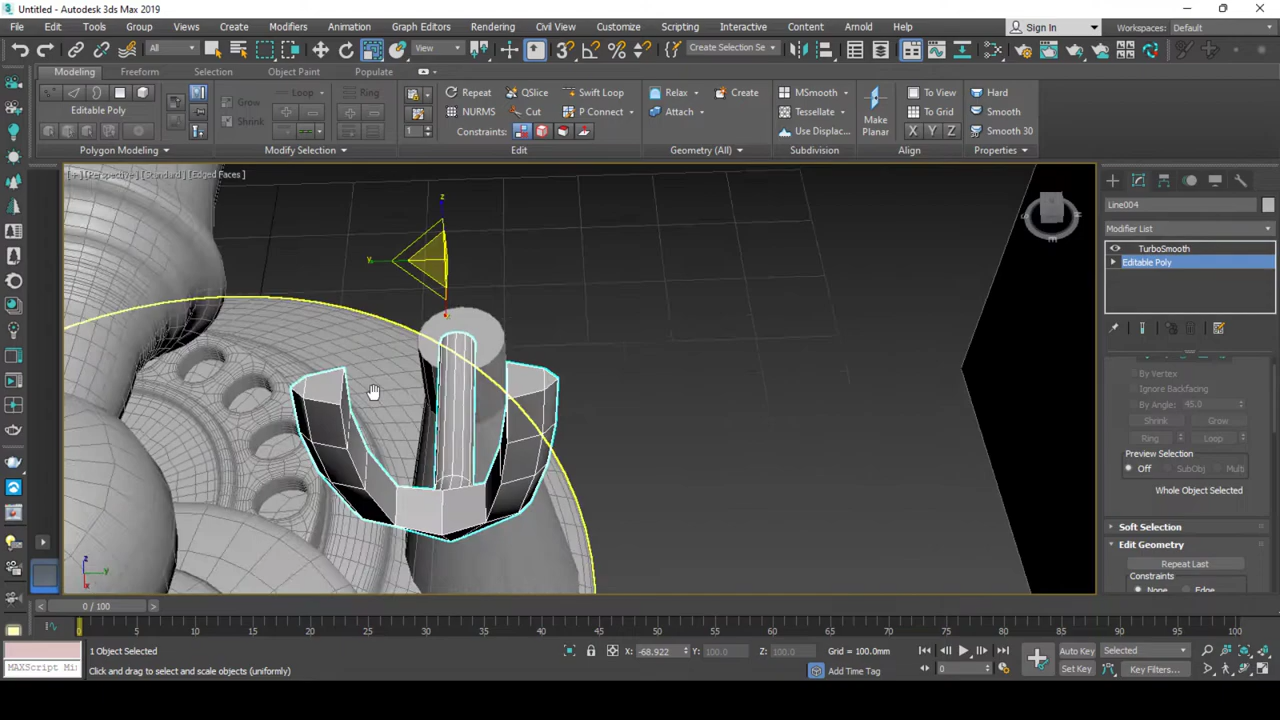 Untitled - Autodesk 3ds Max 2019
File Edit Tools Group Views Create Modifiers Animation Graph Editors Rendering Civil View Customize Scripting Interactive Content Arnold Help Sign In Workspaces: Default
All View Create Selection Se
Modeling Freeform Selection Object Paint Populate
Grow Loop Ring Repeat QSlice Swift Loop Relax Create MSmooth To View Hard
Editable Poly Shrink NURMS Cut P Connect Attach Tessellate Make Planar To Grid Smooth
1 Constraints: Use Displac... X Y Z Smooth 30
Polygon Modeling Modify Selection Edit Geometry (All) Subdivision Align Properties
[+] [Perspective] [Standard] [Edged Faces]
z
y
x
Line004
Modifier List
TurboSmooth
Editable Poly
By Vertex
Ignore Backfacing
By Angle: 45.0
Shrink Grow
Ring Loop
Preview Selection
Off SubObj Multi
Whole Object Selected
Soft Selection
Edit Geometry
Repeat Last
Constraints
None Edge
z
y
x
0 / 100
0 5 10 15 20 25 30 35 40 45 50 55 60 65 70 75 80 85 90 95 100
1 Object Selected X: -68.922 Y: 100.0 Z: 100.0 Grid = 100.0mm Auto Key Selected
MAXScript Mi Click and drag to select and scale objects (uniformly) Add Time Tag 0 Set Key Key Filters...